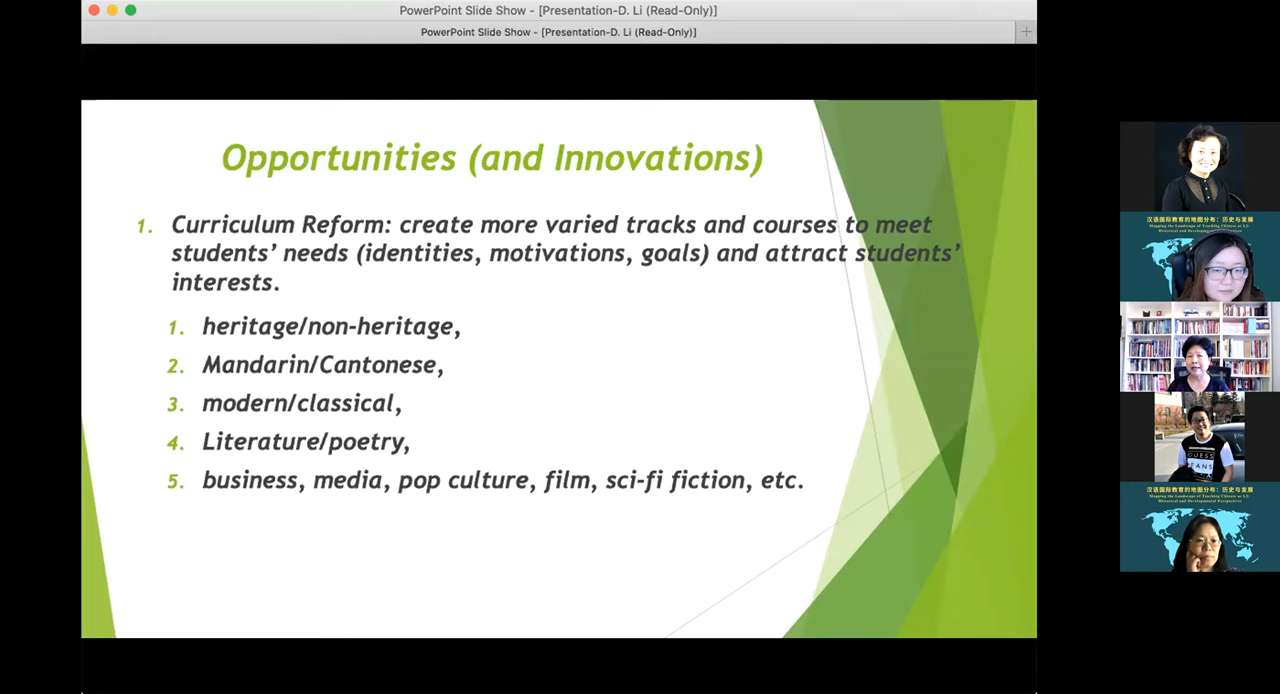 PowerPoint Slide Show - [Presentation-D. Li (Read-Only)]
PowerPoint Slide Show - [Presentation-D. Li (Read-Only)]
Opportunities (and Innovations)
1. Curriculum Reform: create more varied tracks and courses to meet
students’ needs (identities, motivations, goals) and attract students’
interests.
1. heritage/non-heritage,
2. Mandarin/Cantonese,
3. modern/classical,
4. Literature/poetry,
5. business, media, pop culture, film, sci-fi fiction, etc.
汉语国际教育的地图分布：历史与发展
Mapping the Landscape of Teaching Chinese as L2:
Historical and Developmental Perspectives
GUESS
JEANS
汉语国际教育的地图分布：历史与发展
Mapping the Landscape of Teaching Chinese as L2:
Historical and Developmental Perspectives